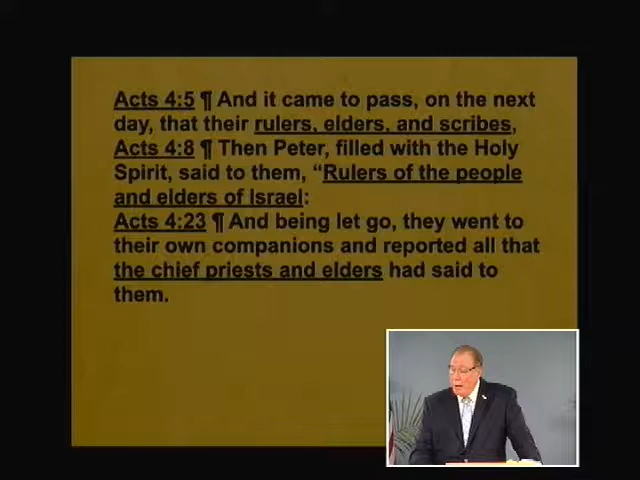 Acts 4:5 ¶ And it came to pass, on the next
day, that their rulers, elders, and scribes,
Acts 4:8 ¶ Then Peter, filled with the Holy
Spirit, said to them, “Rulers of the people
and elders of Israel:
Acts 4:23 ¶ And being let go, they went to
their own companions and reported all that
the chief priests and elders had said to
them.